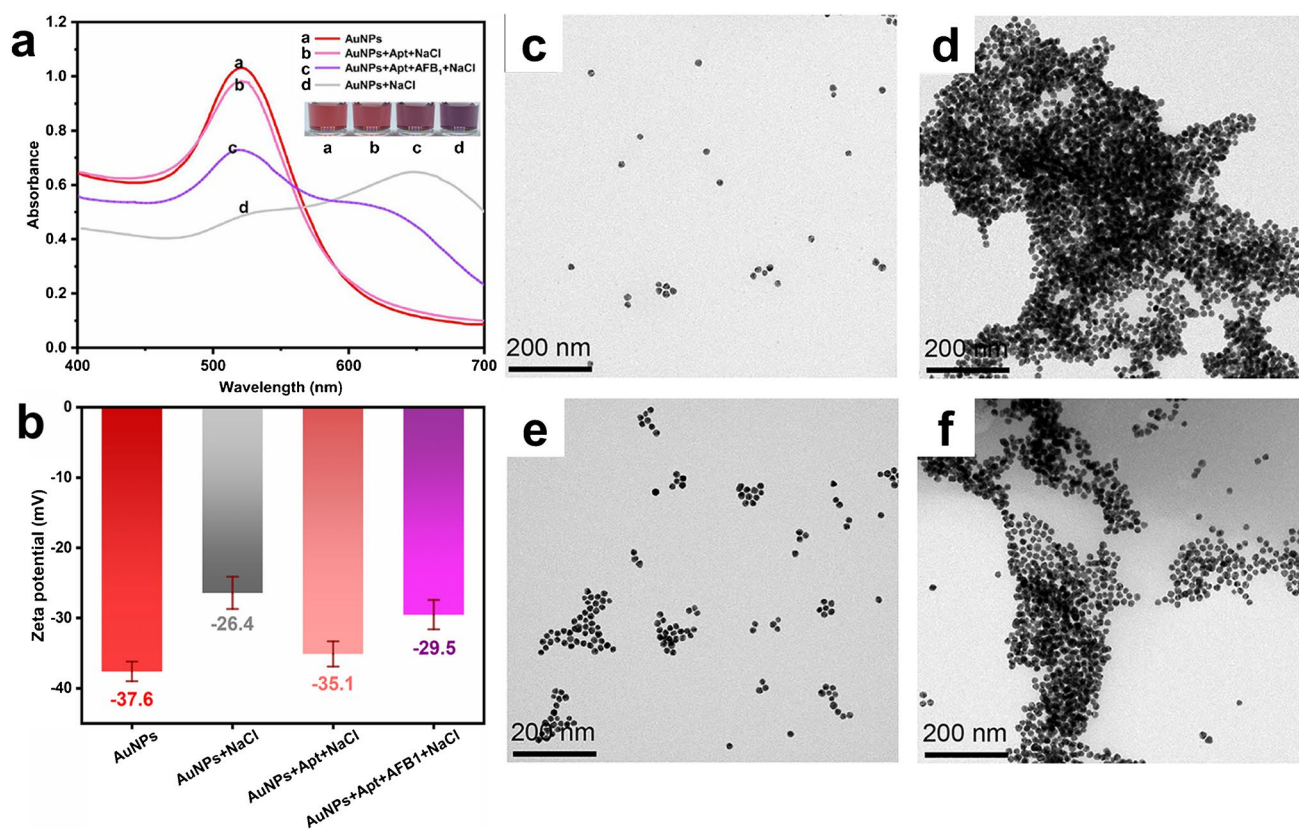 a
1.2
1.0
0.8
0.6
0.4
0.2
0.0
Absorbance
400
500
600
700
Wavelength (nm)
a AuNPs
b AuNPs+Apt+NaCl
c AuNPs+Apt+AFB₁+NaCl
d AuNPs+NaCl
a b c d
a
b
c
d
b
0
-10
-20
-30
-40
Zeta potential (mV)
-37.6
-26.4
-35.1
-29.5
AuNPs
AuNPs+NaCl
AuNPs+Apt+NaCl
AuNPs+Apt+AFB1+NaCl
c
200 nm
d
200 nm
e
200 nm
f
200 nm